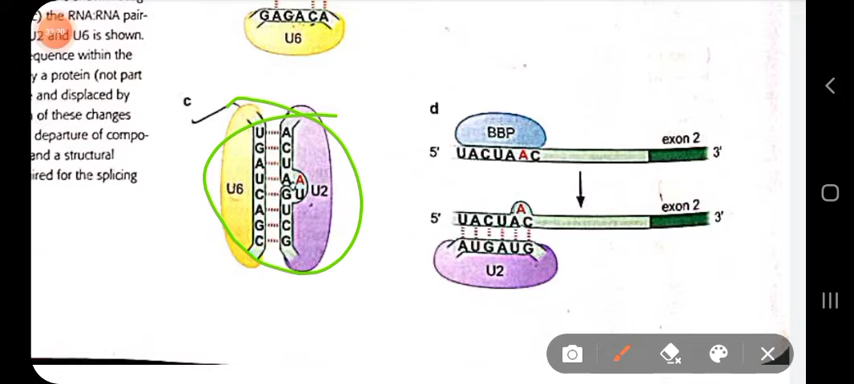 c) the RNA:RNA pair-
U2 and U6 is shown.
equence within the
y a protein (not part
and displaced by
of these changes
departure of compo-
and a structural
ired for the splicing
GAGACA
U6
c
U
G
A
U
C
A
G
C
A
C
U
A
G
U
C
G
A
U
U6
U2
d
BBP
exon 2
5' UACUAAC 3'
A
exon 2
5' UACUAC 3'
AUGAUG
U2